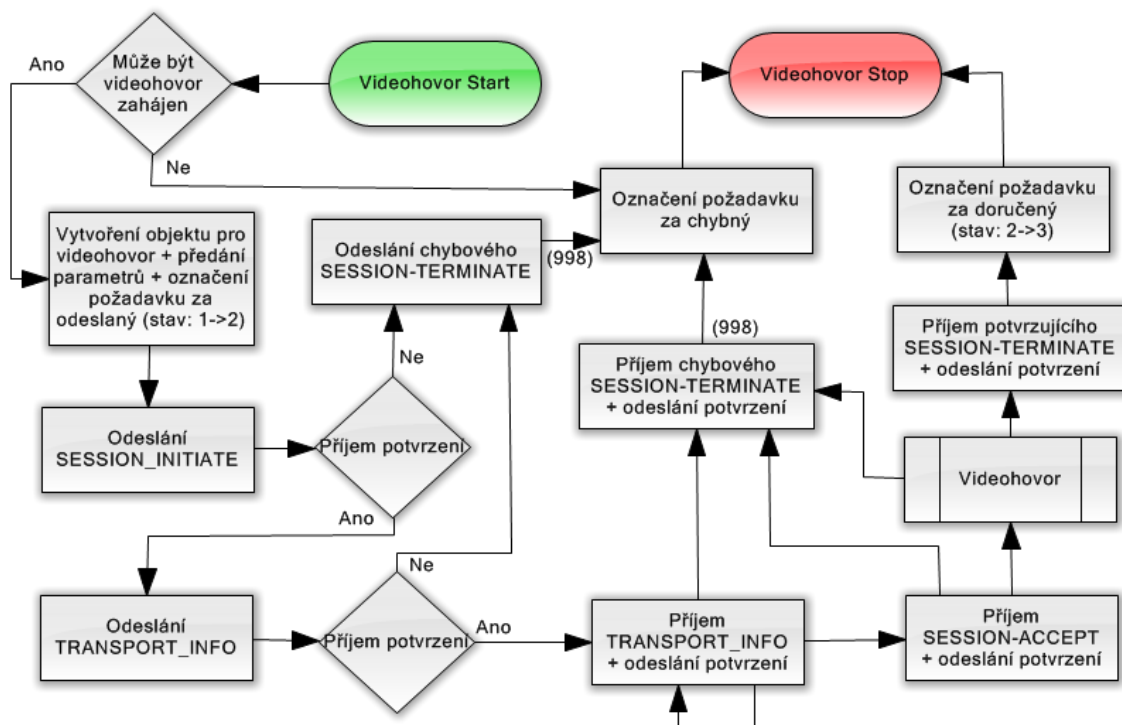 Ano
Může být
videohovor
zahájen
Videohovor Start
Videohovor Stop
Ne
Označení požadavku
za chybný
Označení požadavku
za doručený
(stav: 2->3)
Vytvoření objektu pro
videohovor + předání
parametrů + označení
požadavku za
odeslaný (stav: 1->2)
Odeslání chybového
SESSION-TERMINATE
(998)
(998)
Příjem chybového
SESSION-TERMINATE
+ odeslání potvrzení
Příjem potvrzujícího
SESSION-TERMINATE
+ odeslání potvrzení
Ne
Odeslání
SESSION_INITIATE
Příjem potvrzení
Videohovor
Ano
Ne
Odeslání
TRANSPORT_INFO
Příjem potvrzení
Ano
Příjem
TRANSPORT_INFO
+ odeslání potvrzení
Příjem
SESSION-ACCEPT
+ odeslání potvrzení